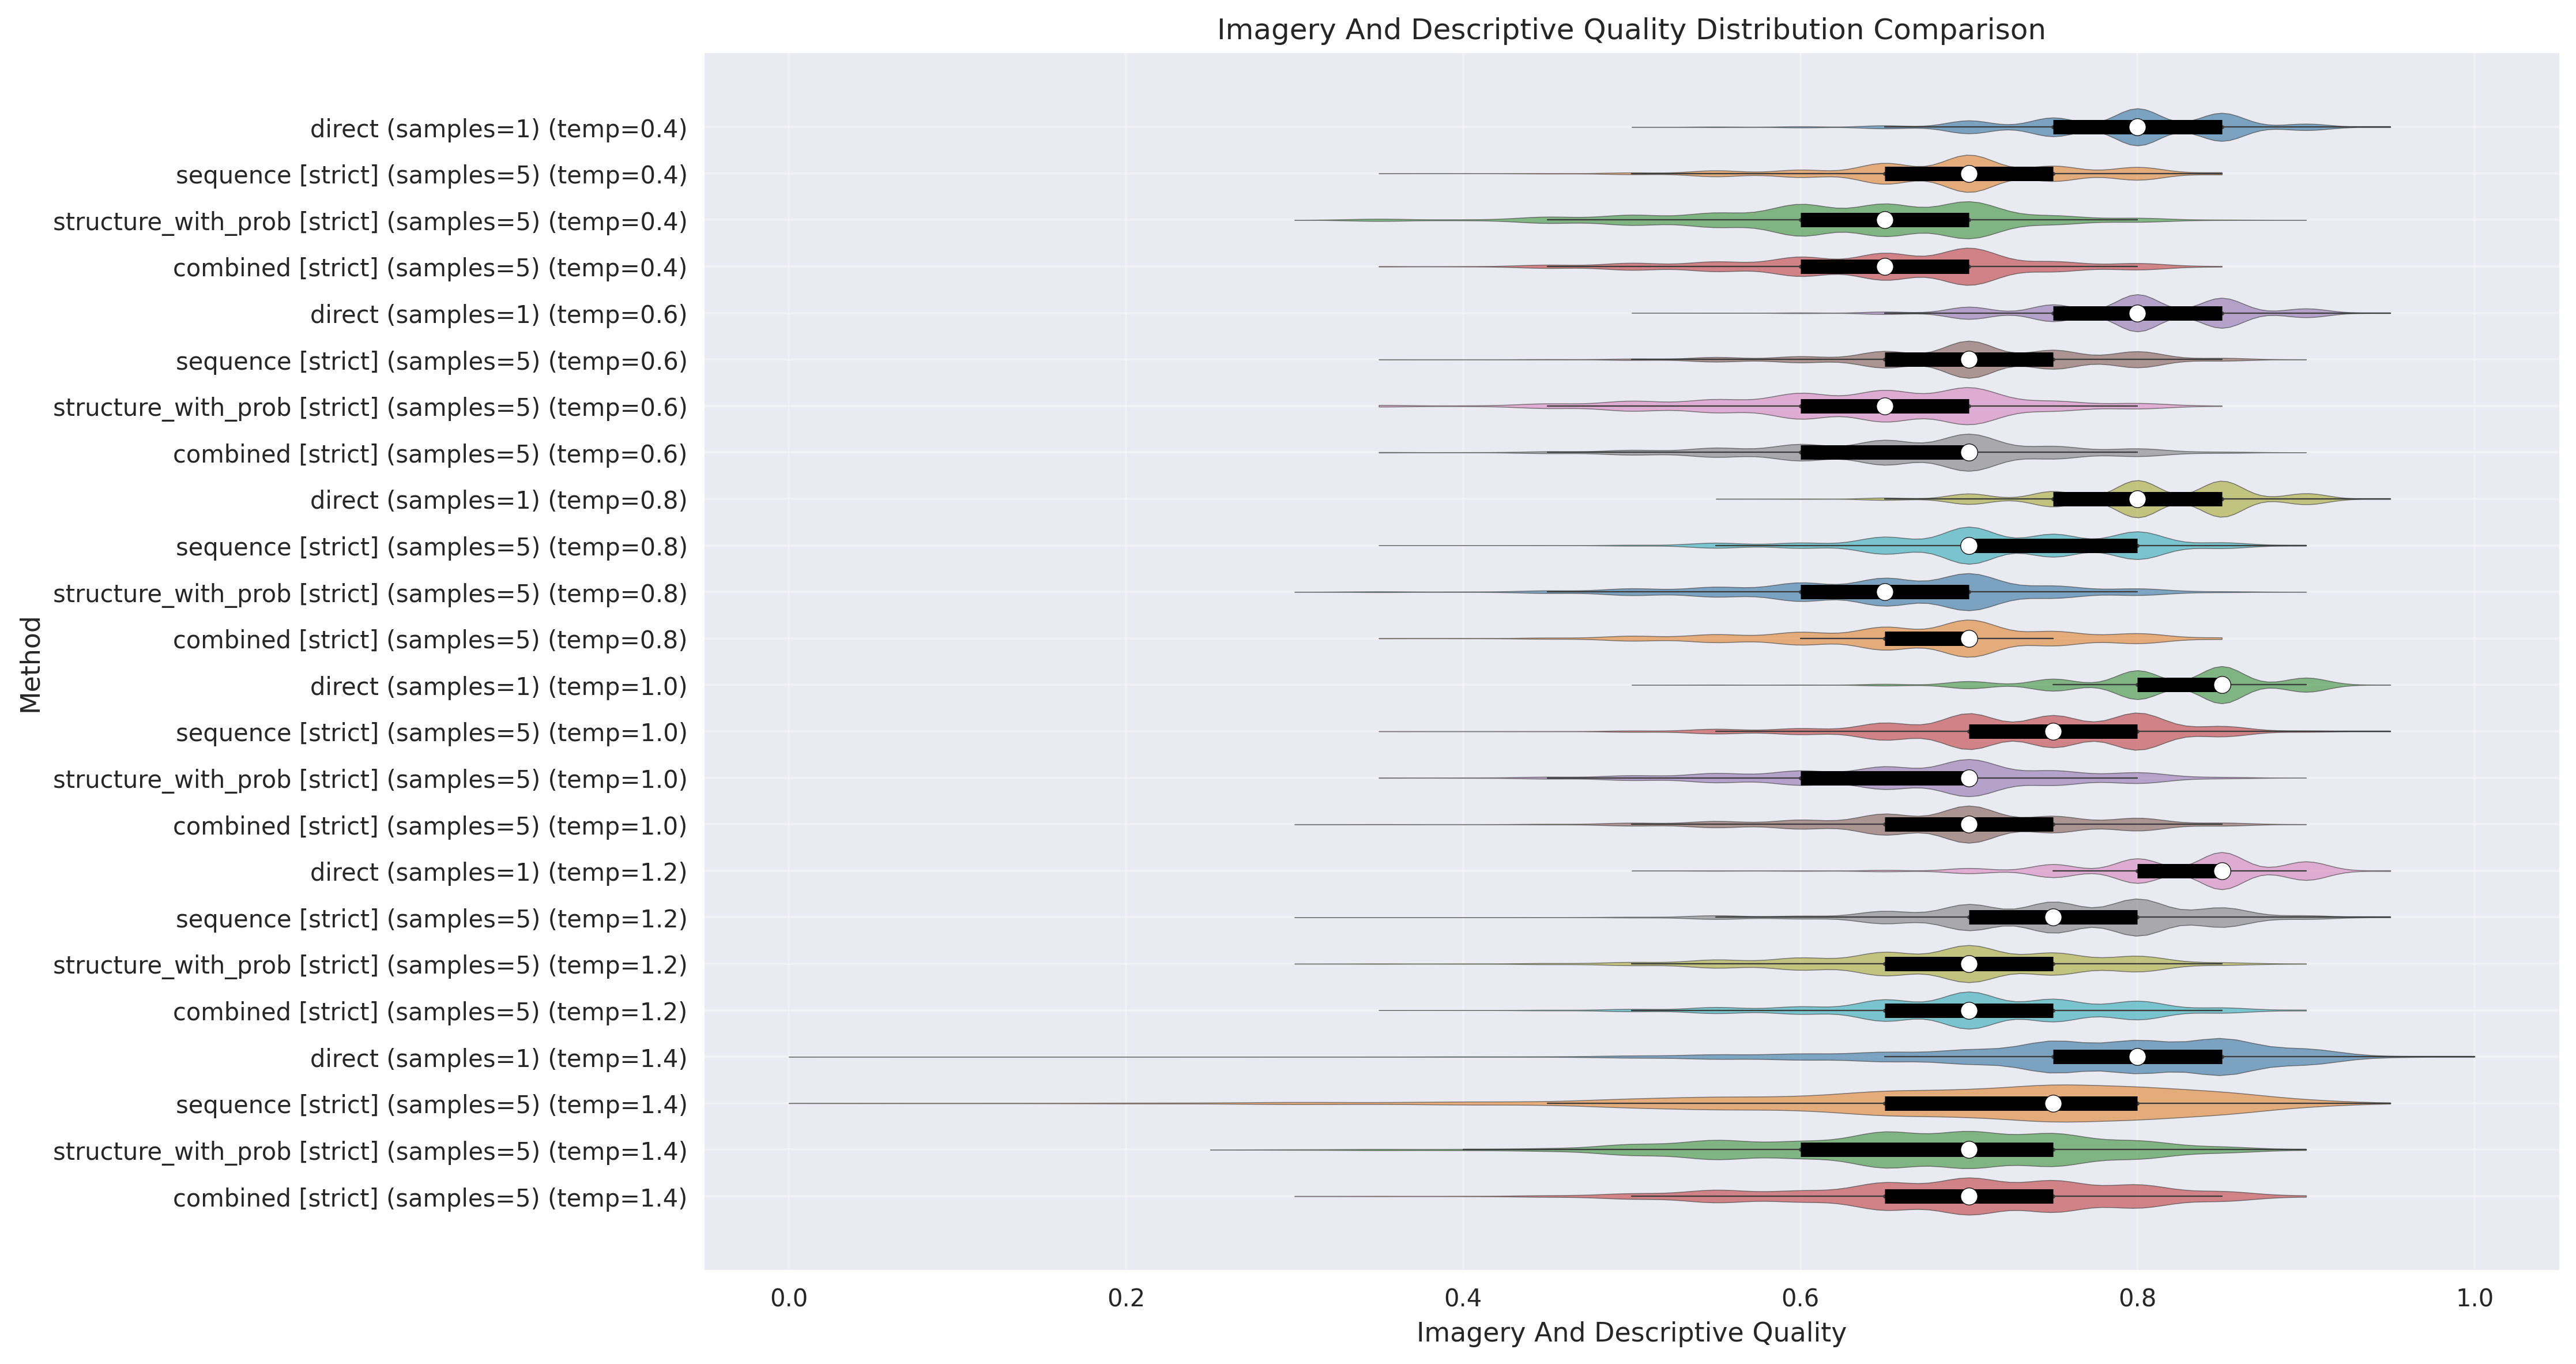 Imagery And Descriptive Quality Distribution Comparison
direct (samples=1) (temp=0.4)
sequence [strict] (samples=5) (temp=0.4)
structure_with_prob [strict] (samples=5) (temp=0.4)
combined [strict] (samples=5) (temp=0.4)
direct (samples=1) (temp=0.6)
sequence [strict] (samples=5) (temp=0.6)
structure_with_prob [strict] (samples=5) (temp=0.6)
combined [strict] (samples=5) (temp=0.6)
direct (samples=1) (temp=0.8)
sequence [strict] (samples=5) (temp=0.8)
structure_with_prob [strict] (samples=5) (temp=0.8)
combined [strict] (samples=5) (temp=0.8)
direct (samples=1) (temp=1.0)
sequence [strict] (samples=5) (temp=1.0)
structure_with_prob [strict] (samples=5) (temp=1.0)
combined [strict] (samples=5) (temp=1.0)
direct (samples=1) (temp=1.2)
sequence [strict] (samples=5) (temp=1.2)
structure_with_prob [strict] (samples=5) (temp=1.2)
combined [strict] (samples=5) (temp=1.2)
direct (samples=1) (temp=1.4)
sequence [strict] (samples=5) (temp=1.4)
structure_with_prob [strict] (samples=5) (temp=1.4)
combined [strict] (samples=5) (temp=1.4)
Method
0.0 0.2 0.4 0.6 0.8 1.0
Imagery And Descriptive Quality